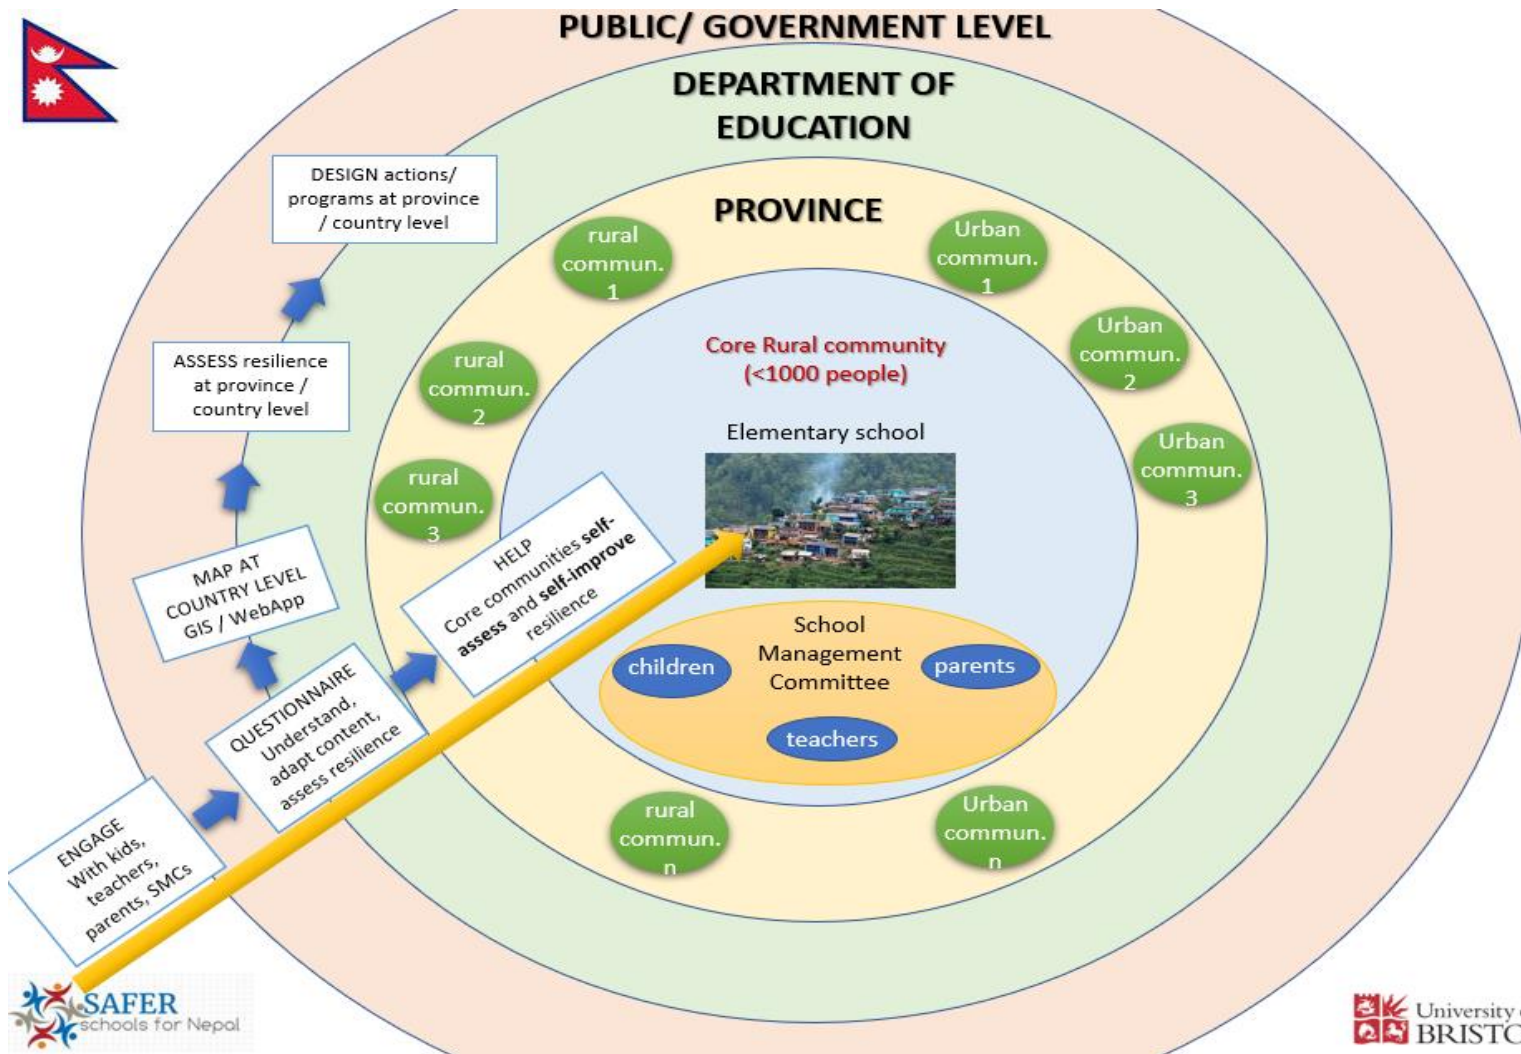 PUBLIC/ GOVERNMENT LEVEL
DEPARTMENT OF
EDUCATION
PROVINCE
DESIGN actions/
programs at province
/ country level
ASSESS resilience
at province /
country level
MAP AT
COUNTRY LEVEL
GIS / WebApp
QUESTIONNAIRE
Understand,
adapt content,
assess resilience
ENGAGE
With kids,
teachers,
parents, SMCs
HELP
Core communities self-
assess and self-improve
resilience
rural
commun.
1
rural
commun.
2
rural
commun.
3
rural
commun.
n
Urban
commun.
1
Urban
commun.
2
Urban
commun.
3
Urban
commun.
n
Core Rural community
(<1000 people)
Elementary school
School
Management
Committee
children
parents
teachers
SAFER
schools for Nepal
University o
BRISTO